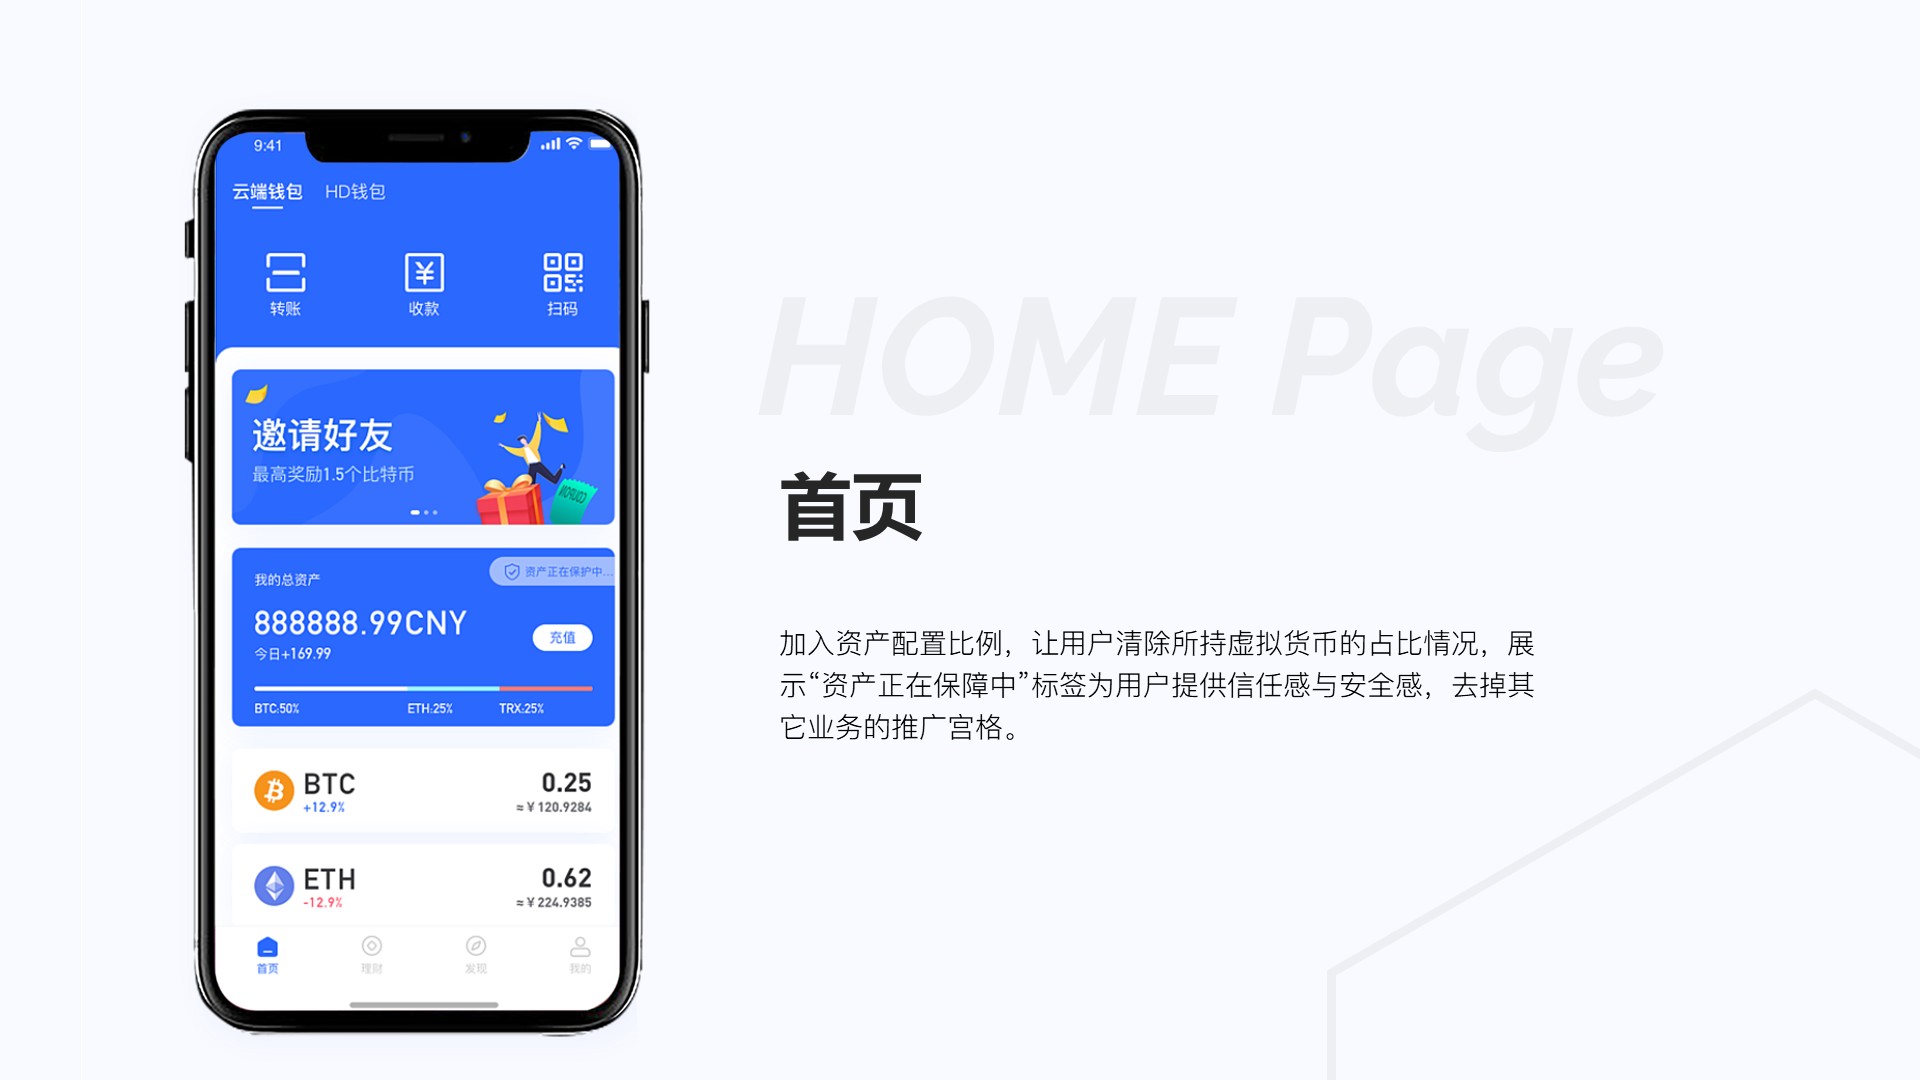 9:41
云端钱包 HD钱包
转账 收款 扫码
邀请好友
最高奖励1.5个比特币
COUPON
我的总资产
资产正在保护中...
888888.99CNY
充值
今日+169.99
BTC:50% ETH:25% TRX:25%
BTC 0.25
+12.9% ≈¥120.9284
ETH 0.62
-12.9% ≈¥224.9385
首页 理财 发现 我的
HOME Page
首页
加入资产配置比例，让用户清除所持虚拟货币的占比情况，展
示“资产正在保障中”标签为用户提供信任感与安全感，去掉其
它业务的推广宫格。